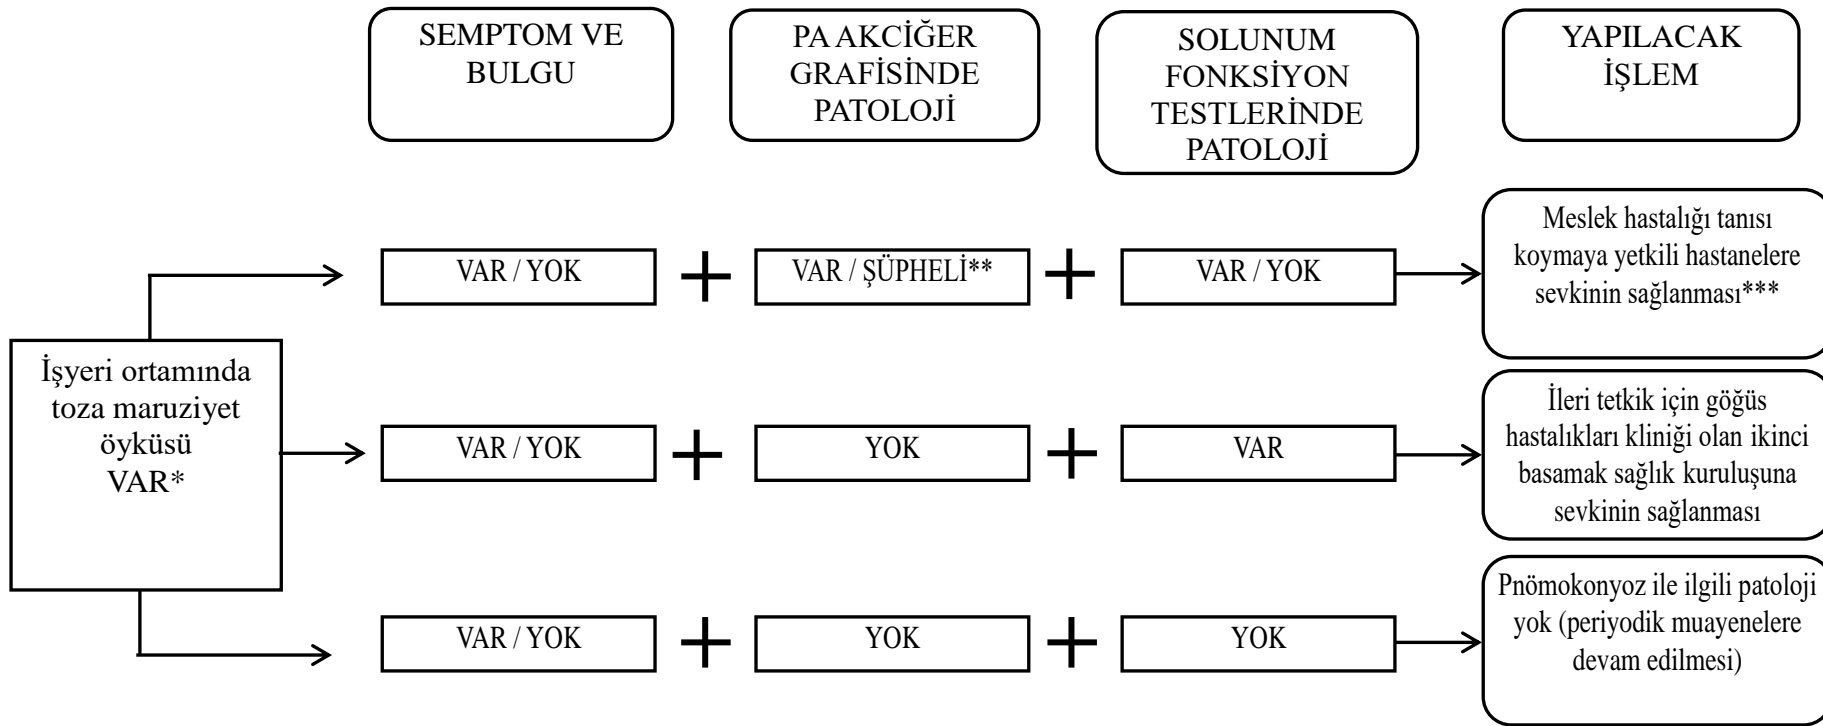 SEMPTOM VE
BULGU
PA AKCİĞER
GRAFİSİNDE
PATOLOJİ
SOLUNUM
FONKSİYON
TESTLERİNDE
PATOLOJİ
YAPILACAK
İŞLEM
İşyeri ortamında
toza maruziyet
öyküsü
VAR*
VAR / YOK
VAR / ŞÜPHELİ**
VAR / YOK
Meslek hastalığı tanısı
koymaya yetkili hastanelere
sevkinin sağlanması***
VAR / YOK
YOK
VAR
İleri tetkik için göğüs
hastalıkları kliniği olan ikinci
basamak sağlık kuruluşuna
sevkinin sağlanması
VAR / YOK
YOK
YOK
Pnömokonyoz ile ilgili patoloji
yok (periyodik muayenelere
devam edilmesi)